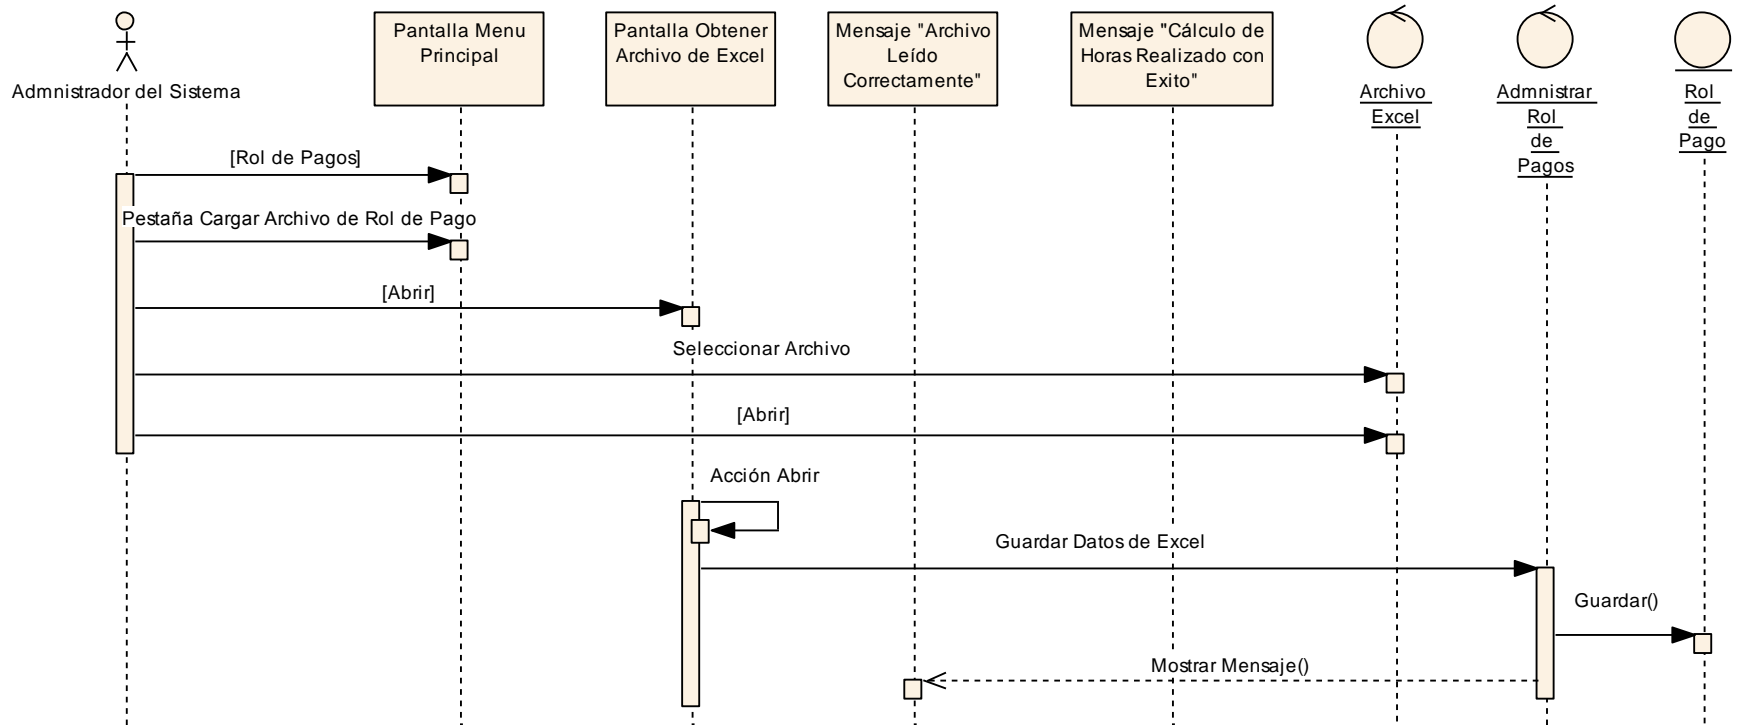 Pantalla Menu
Principal
Pantalla Obtener
Archivo de Excel
Mensaje "Archivo
Leído
Correctamente"
Mensaje "Cálculo de
Horas Realizado con
Exito"
Admnistrador del Sistema
Archivo
Excel
Admnistrar
Rol
de
Pagos
Rol
de
Pago
[Rol de Pagos]
Pestaña Cargar Archivo de Rol de Pago
[Abrir]
Seleccionar Archivo
[Abrir]
Acción Abrir
Guardar Datos de Excel
Guardar()
Mostrar Mensaje()